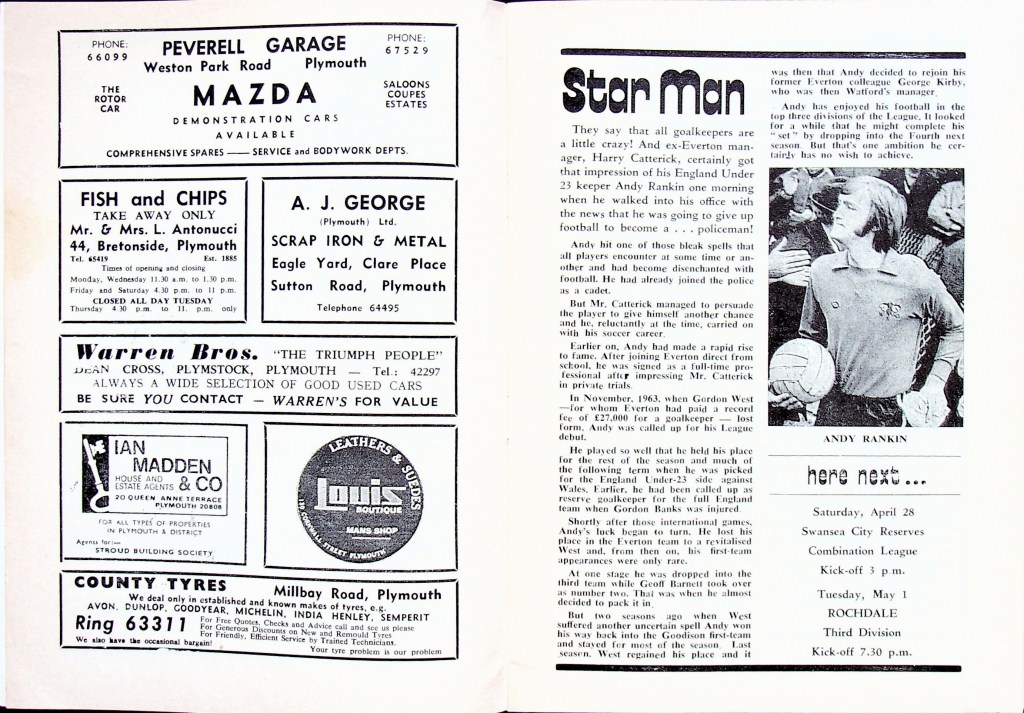 PHONE:
66099
PEVERELL GARAGE
Weston Park Road Plymouth
PHONE:
67529
THE
ROTOR
CAR
MAZDA
DEMONSTRATION CARS
AVAILABLE
SALOONS
COUPES
ESTATES
COMPREHENSIVE SPARES —— SERVICE and BODYWORK DEPTS.
FISH and CHIPS
TAKE AWAY ONLY
Mr. & Mrs. L. Antonucci
44, Bretonside, Plymouth
Tel. 65419 Est. 1885
Times of opening and closing
Monday, Wednesday 11.30 a.m. to 1.30 p.m.
Friday and Saturday 4.30 p.m. to 11 p.m.
CLOSED ALL DAY TUESDAY
Thursday 4.30 p.m. to 11. p.m. only
A. J. GEORGE
(Plymouth) Ltd.
SCRAP IRON & METAL
Eagle Yard, Clare Place
Sutton Road, Plymouth
Telephone 64495
Warren Bros. "THE TRIUMPH PEOPLE"
DEAN CROSS, PLYMSTOCK, PLYMOUTH — Tel.: 42297
ALWAYS A WIDE SELECTION OF GOOD USED CARS
BE SURE YOU CONTACT – WARREN'S FOR VALUE
IAN
MADDEN
& CO
HOUSE AND
ESTATE AGENTS
20 QUEEN ANNE TERRACE
PLYMOUTH 20808
FOR ALL TYPES OF PROPERTIES
IN PLYMOUTH & DISTRICT
Agents for:—
STROUD BUILDING SOCIETY
LEATHERS & SUEDES
Louis
BOUTIQUE
MANS SHOP
CORNWALL STREET, PLYMOUTH
COUNTY TYRES Millbay Road, Plymouth
We deal only in established and known makes of tyres, e.g.
AVON, DUNLOP, GOODYEAR, MICHELIN, INDIA HENLEY, SEMPERIT
Ring 63311
For Free Quotes, Checks and Advice call and see us please
For Generous Discounts on New and Remould Tyres
For Friendly, Efficient Service by Trained Technicians.
We also have the occasional bargain!
Your tyre problem is our problem
Star Man
They say that all goalkeepers are
a little crazy! And ex-Everton man-
ager, Harry Catterick, certainly got
that impression of his England Under
23 keeper Andy Rankin one morning
when he walked into his office with
the news that he was going to give up
football to become a . . . policeman!
Andy hit one of those bleak spells that
all players encounter at some time or an-
other and had become disenchanted with
football. He had already joined the police
as a cadet.
But Mr. Catterick managed to persuade
the player to give himself another chance
and he, reluctantly at the time, carried on
with his soccer career.
Earlier on, Andy had made a rapid rise
to fame. After joining Everton direct from
school, he was signed as a full-time pro-
fessional after impressing Mr. Catterick
in private trials.
In November, 1963, when Gordon West
—for whom Everton had paid a record
fee of £27,000 for a goalkeeper — lost
form, Andy was called up for his League
debut.
He played so well that he held his place
for the rest of the season and much of
the following term when he was picked
for the England Under-23 side against
Wales. Earlier, he had been called up as
reserve goalkeeper for the full England
team when Gordon Banks was injured.
Shortly after those international games,
Andy's luck began to turn. He lost his
place in the Everton team to a revitalised
West and, from then on, his first-team
appearances were only rare.
At one stage he was dropped into the
third team while Geoff Barnett took over
as number two. That was when he almost
decided to pack it in.
But two seasons ago when West
suffered another uncertain spell Andy won
his way back into the Goodison first-team
and stayed for most of the season. Last
season, West regained his place and it
was then that Andy decided to rejoin his
former Everton colleague George Kirby,
who was then Watford's manager.
Andy has enjoyed his football in the
top three divisions of the League. It looked
for a while that he might complete his
"set" by dropping into the Fourth next
season. But that's one ambition he cer-
tainly has no wish to achieve.
ANDY RANKIN
here next...
Saturday, April 28
Swansea City Reserves
Combination League
Kick-off 3 p.m.
Tuesday, May 1
ROCHDALE
Third Division
Kick-off 7.30 p.m.